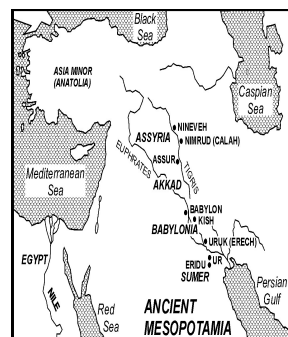 Black
Sea
ASIA MINOR
(ANATOLIA)
Caspian
Sea
NINEVEH
ASSYRIA
NIMRUD (CALAH)
ASSUR
EUPHRATES
TIGRIS
Mediterranean
Sea
AKKAD
BABYLON
KISH
BABYLONIA
URUK (ERECH)
UR
ERIDU
SUMER
EGYPT
NILE
Red
Sea
Persian
Gulf
ANCIENT
MESOPOTAMIA